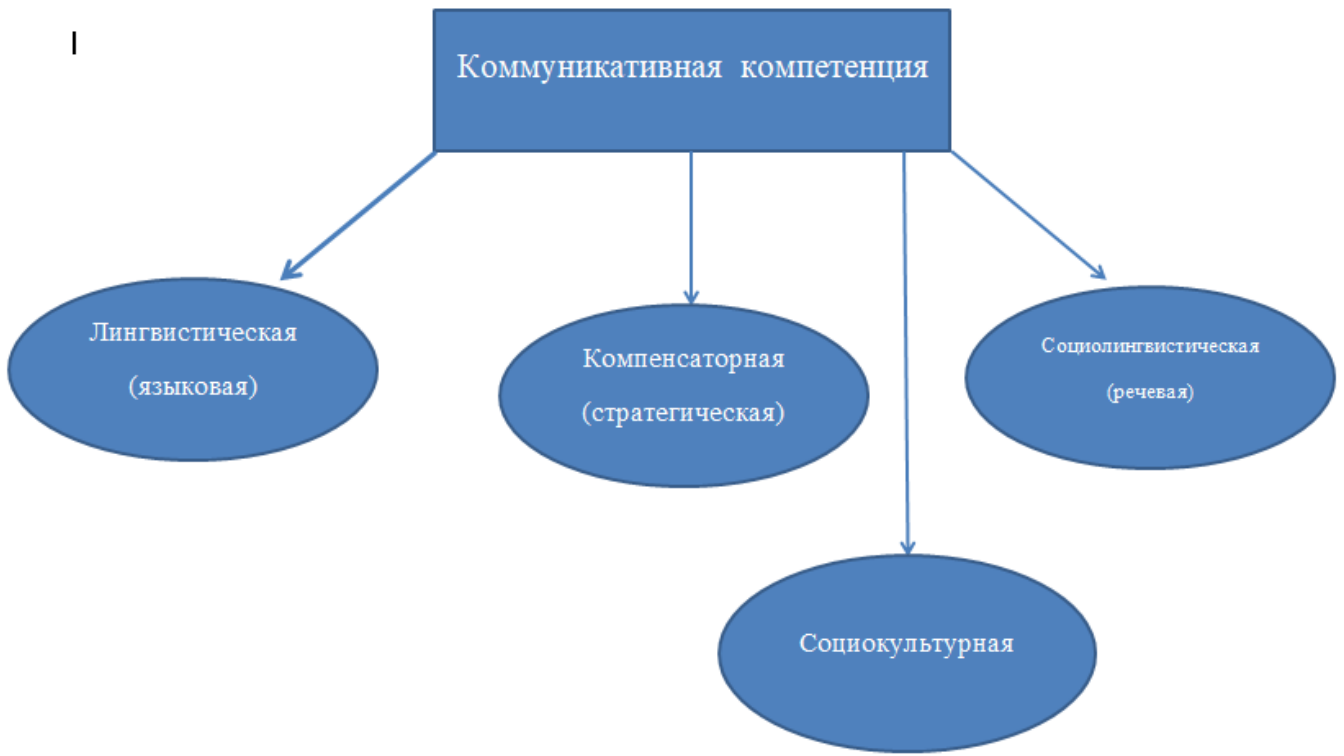 Коммуникативная компетенция
Лингвистическая
(языковая)
Компенсаторная
(стратегическая)
Социолингвистическая
(речевая)
Социокультурная